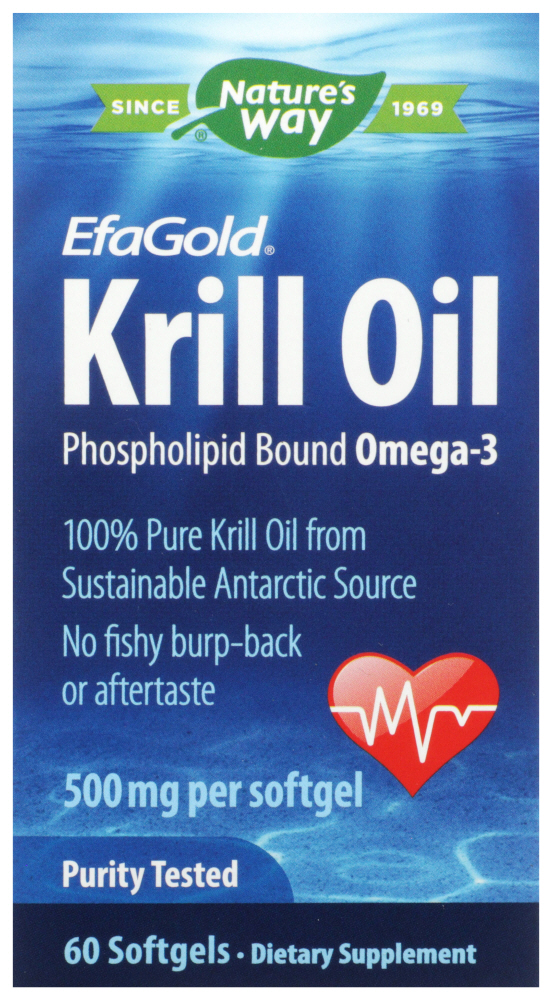 SINCE Nature's Way® 1969
EfaGold®
Krill Oil
Phospholipid Bound Omega-3
100% Pure Krill Oil from
Sustainable Antarctic Source
No fishy burp-back
or aftertaste
500 mg per softgel
Purity Tested
60 Softgels • Dietary Supplement